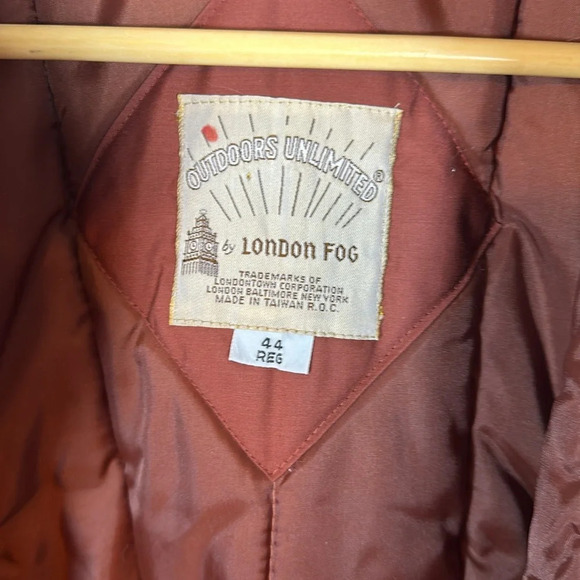 OUTDOORS UNLIMITED®
by LONDON FOG
TRADEMARKS OF
LONDONTOWN CORPORATION
LONDON BALTIMORE NEW YORK
MADE IN TAIWAN R.O.C.
44
REG